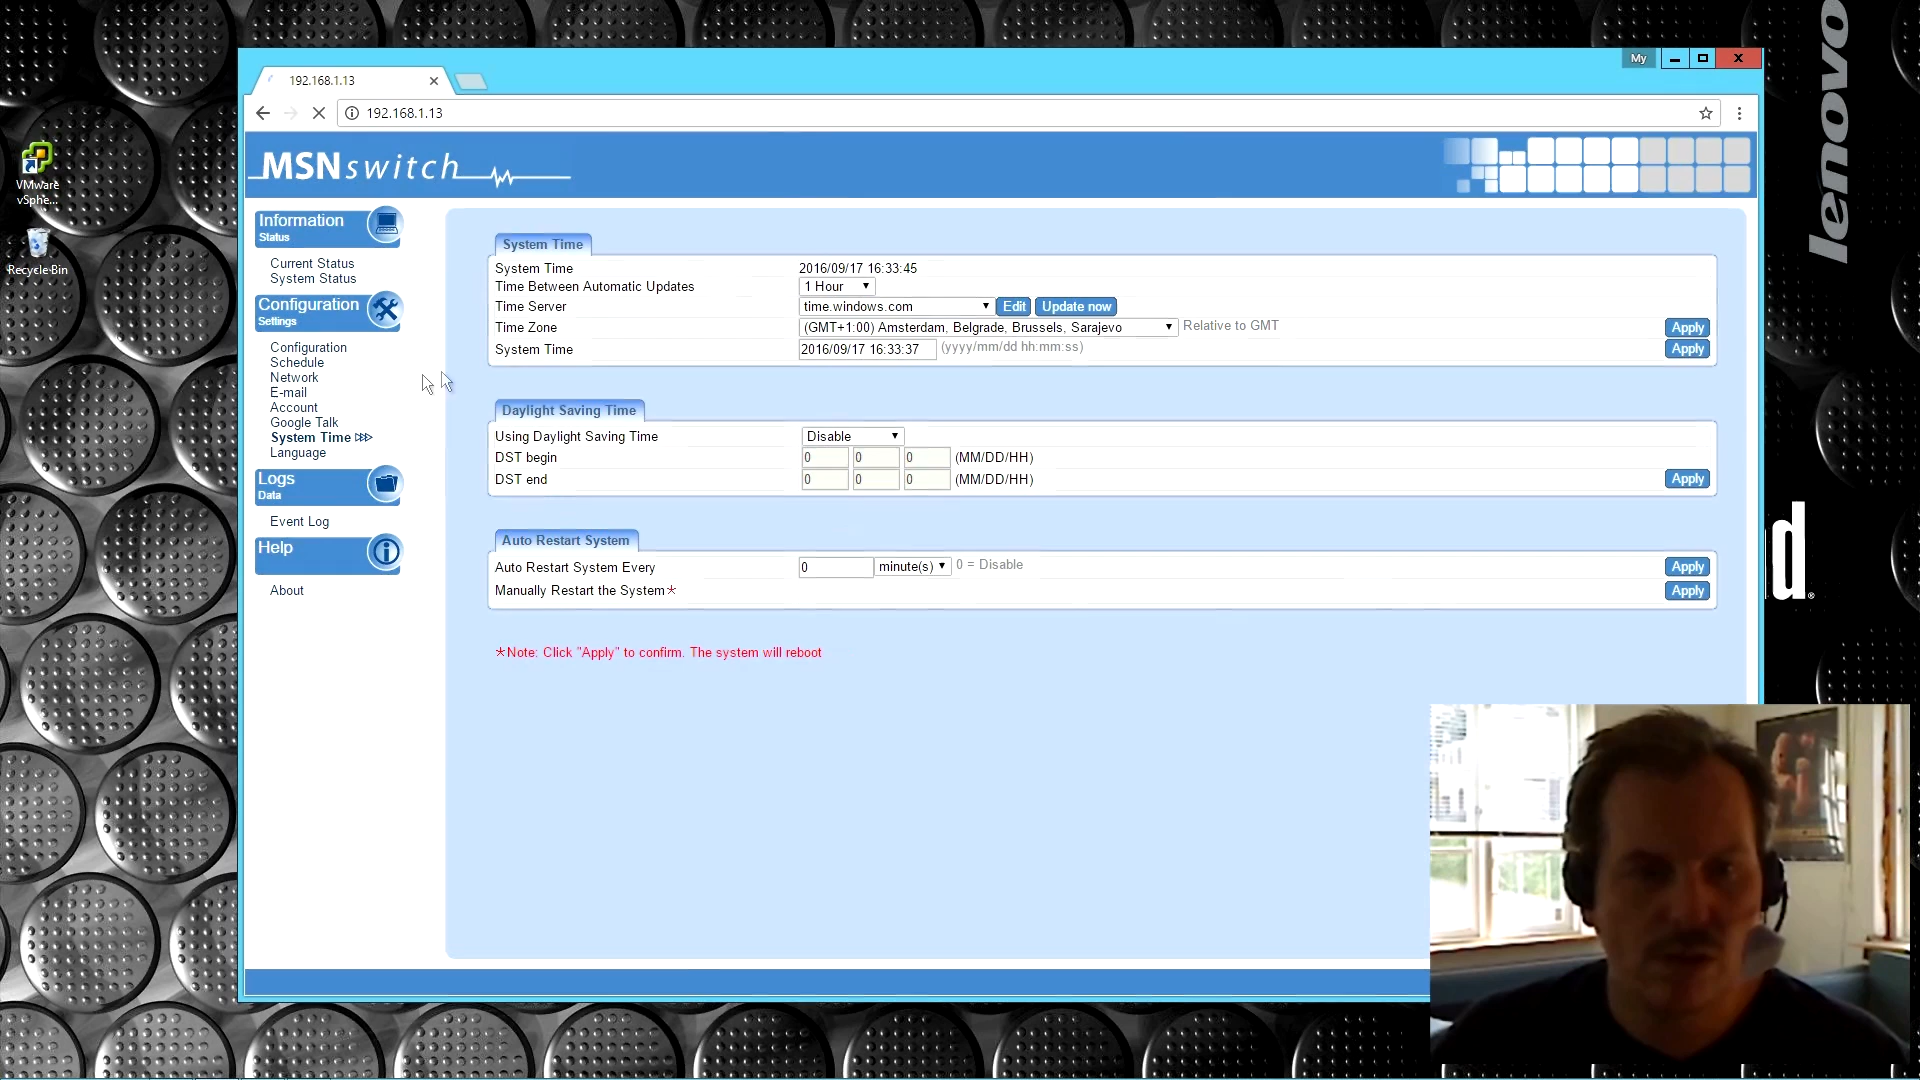 My
192.168.1.13
192.168.1.13
lenovo
MSNswitch
VMware
vSphe...
Recycle Bin
Information
Status
Current Status
System Status
Configuration
Settings
Configuration
Schedule
Network
E-mail
Account
Google Talk
System Time
Language
Logs
Data
Event Log
Help
About
System Time
System Time 2016/09/17 16:33:45
Time Between Automatic Updates 1 Hour
Time Server time.windows.com Edit Update now
Time Zone (GMT+1:00) Amsterdam, Belgrade, Brussels, Sarajevo Relative to GMT Apply
System Time 2016/09/17 16:33:37 (yyyy/mm/dd hh:mm:ss) Apply
Daylight Saving Time
Using Daylight Saving Time Disable
DST begin 0 0 0 (MM/DD/HH)
DST end 0 0 0 (MM/DD/HH) Apply
Auto Restart System
Auto Restart System Every 0 minute(s) 0 = Disable Apply
Manually Restart the System* Apply
*Note: Click "Apply" to confirm. The system will reboot
d®